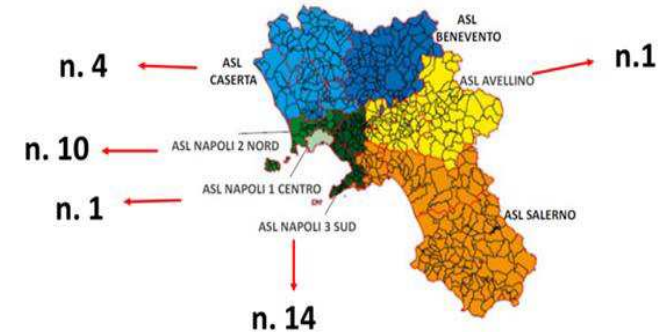 ASL
BENEVENTO
n. 4
ASL
CASERTA
n.1
ASL AVELLINO
n. 10
ASL NAPOLI 2 NORD
ASL NAPOLI 1 CENTRO
n. 1
ASL SALERNO
ASL NAPOLI 3 SUD
n. 14